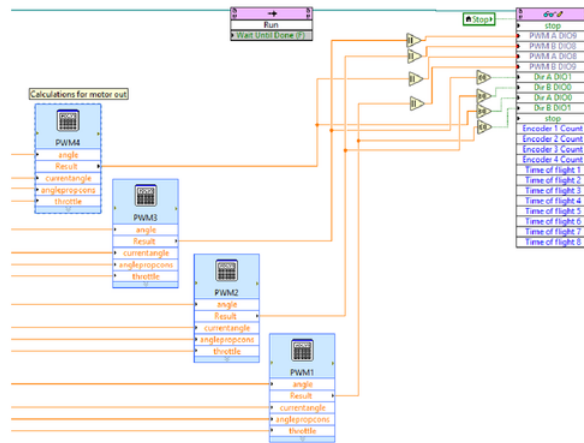 Run
Wait Until Done (F)
Stop
stop
PWM A DIO9
PWM B DIO8
PWM A DIO8
PWM B DIO9
Dir A DIO1
Dir B DIO0
Dir A DIO0
Dir B DIO1
stop
Encoder 1 Count
Encoder 2 Count
Encoder 3 Count
Encoder 4 Count
Time of flight 1
Time of flight 2
Time of flight 3
Time of flight 4
Time of flight 5
Time of flight 6
Time of flight 7
Time of flight 8
Calculations for motor out
PWM4
angle
Result
currentangle
anglepropcons
throttle
PWM3
angle
Result
currentangle
anglepropcons
throttle
PWM2
angle
Result
currentangle
anglepropcons
throttle
PWM1
angle
Result
currentangle
anglepropcons
throttle